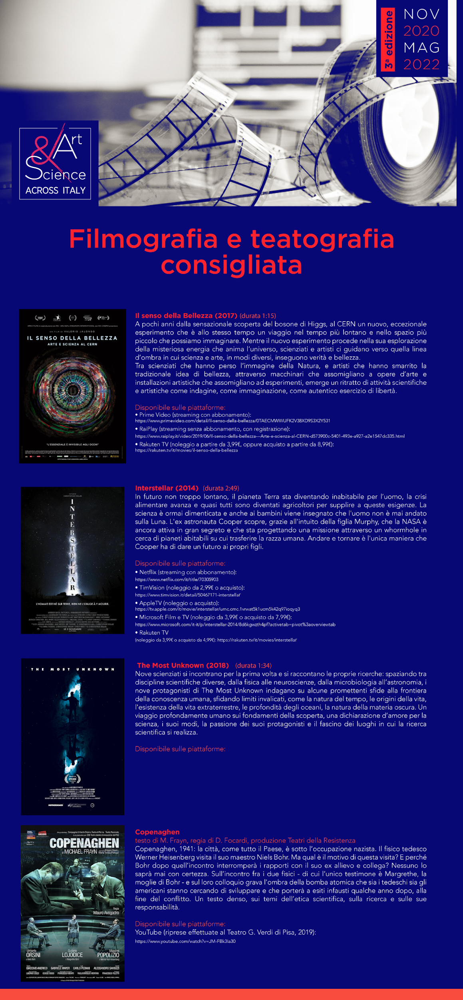 3ª edizione
NOV
2020
MAG
2022
& Art
Science
ACROSS ITALY
Filmografia e teatografia
consigliata
UN FILM DI VALERIO JALONGO
IL SENSO DELLA BELLEZZA
ARTE E SCIENZA AL CERN
"L'ESSENZIALE È INVISIBILE AGLI OCCHI"
Il senso della Bellezza (2017) (durata 1:15)
A pochi anni dalla sensazionale scoperta del bosone di Higgs, al CERN un nuovo, eccezionale
esperimento che è allo stesso tempo un viaggio nel tempo più lontano e nello spazio più
piccolo che possiamo immaginare. Mentre il nuovo esperimento procede nella sua esplorazione
della misteriosa energia che anima l'universo, scienziati e artisti ci guidano verso quella linea
d'ombra in cui scienza e arte, in modi diversi, inseguono verità e bellezza.
Tra scienziati che hanno perso l'immagine della Natura, e artisti che hanno smarrito la
tradizionale idea di bellezza, attraverso macchinari che assomigliano a opere d'arte e
installazioni artistiche che assomigliano ad esperimenti, emerge un ritratto di attività scientifiche
e artistiche come indagine, come immaginazione, come autentico esercizio di libertà.
Disponibile sulle piattaforme:
• Prime Video (streaming con abbonamento):
https://www.primevideo.com/detail/Il-senso-della-bellezza/0TAECMWWUFK2V38XD9S3X2Y531
• RaiPlay (streaming senza abbonamento, con registrazione):
https://www.raiplay.it/video/2019/06/Il-senso-della-bellezza---Arte-e-scienza-al-CERN-d573900c-5401-493e-a927-a2e1547dc335.html
• Rakuten TV (noleggio a partire da 3,99€, oppure acquisto a partire da 8,99€):
https://rakuten.tv/it/movies/il-senso-della-bellezza
CHRISTOPHER NOLAN
INTERSTELLAR
L'HOMME EST NÉ SUR TERRE, RIEN NE L'OBLIGE À Y MOURIR.
LE 5 NOVEMBRE
Interstellar (2014) (durata 2:49)
In futuro non troppo lontano, il pianeta Terra sta diventando inabitabile per l'uomo, la crisi
alimentare avanza e quasi tutti sono diventati agricoltori per supplire a queste esigenze. La
scienza è ormai dimenticata e anche ai bambini viene insegnato che l'uomo non è mai andato
sulla Luna. L'ex astronauta Cooper scopre, grazie all'intuito della figlia Murphy, che la NASA è
ancora attiva in gran segreto e che sta progettando una missione attraverso un whormhole in
cerca di pianeti abitabili su cui trasferire la razza umana. Andare e tornare è l'unica maniera che
Cooper ha di dare un futuro ai propri figli.
Disponibile sulle piattaforme:
• Netflix (streaming con abbonamento):
https://www.netflix.com/it/title/70305903
• TimVision (noleggio da 2,99€ o acquisto):
https://www.timvision.it/detail/50467171-interstellar
• AppleTV (noleggio o acquisto):
https://tv.apple.com/it/movie/interstellar/umc.cmc.1vrwat5k1ucm5k42q97ioqyq3
• Microsoft Film e TV (noleggio da 3,99€ o acquisto da 7,99€):
https://www.microsoft.com/it-it/p/interstellar-2014/8d6kgwzth4pf?activetab=pivot%3aoverviewtab
• Rakuten TV
(noleggio da 3,99€ o acquisto da 4,99€): https://rakuten.tv/it/movies/interstellar
THE MOST UNKNOWN
CPH:DOX
MOTHERBOARD
The Most Unknown (2018) (durata 1:34)
Nove scienziati si incontrano per la prima volta e si raccontano le proprie ricerche: spaziando tra
discipline scientifiche diverse, dalla fisica alle neuroscienze, dalla microbiologia all'astronomia, i
nove protagonisti di The Most Unknown indagano su alcune promettenti sfide alla frontiera
della conoscenza umana, sfidando limiti invalicati, come la natura del tempo, le origini della vita,
l'esistenza della vita extraterrestre, le profondità degli oceani, la natura della materia oscura. Un
viaggio profondamente umano sui fondamenti della scoperta, una dichiarazione d'amore per la
scienza, i suoi modi, la passione dei suoi protagonisti e il fascino dei luoghi in cui la ricerca
scientifica si realizza.
Disponibile sulle piattaforme:
ORSINI
Compagnia Umberto Orsini e Teatro di Roma - Teatro Nazionale
COPENAGHEN
di MICHAEL FRAYN
Regia
Mauro Avogadro
Umberto
ORSINI
Giuliana
LOJODICE
Massimo
POPOLIZIO
GIACOMO ANDRICO GABRIELE MAYER CARLO PEDIANI ALESSANDRO SAVIOZZI
Copenaghen
testo di M. Frayn, regia di D. Focardi, produzione Teatri della Resistenza
Copenaghen, 1941: la città, come tutto il Paese, è sotto l'occupazione nazista. Il fisico tedesco
Werner Heisenberg visita il suo maestro Niels Bohr. Ma qual è il motivo di questa visita? E perché
Bohr dopo quell'incontro interromperà i rapporti con il suo ex allievo e collega? Nessuno lo
saprà mai con certezza. Sull'incontro fra i due fisici - di cui l'unico testimone è Margrethe, la
moglie di Bohr - e sul loro colloquio grava l'ombra della bomba atomica che sia i tedeschi sia gli
americani stanno cercando di sviluppare e che porterà a esiti infausti qualche anno dopo, alla
fine del conflitto. Un testo denso, sui temi dell'etica scientifica, sulla ricerca e sulle sue
responsabilità.
Disponibile sulle piattaforme:
YouTube (riprese effettuate al Teatro G. Verdi di Pisa, 2019):
https://www.youtube.com/watch?v=JM-FBk3Ia30